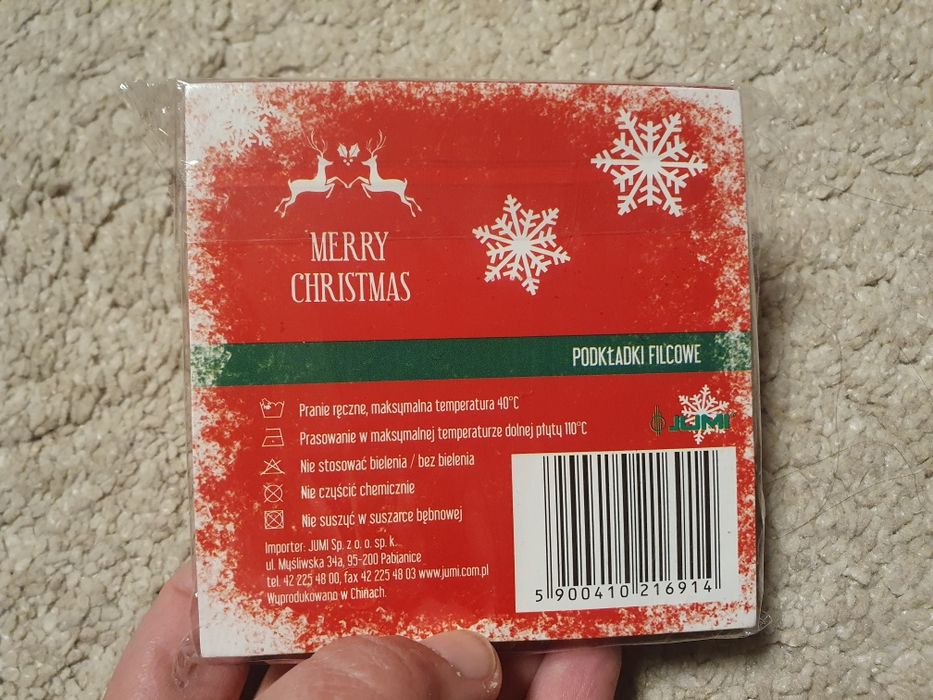 MERRY
CHRISTMAS
PODKŁADKI FILCOWE
Pranie ręczne, maksymalna temperatura 40°C
JUMI
Prasowanie w maksymalnej temperaturze dolnej płyty 110°C
Nie stosować bielenia / bez bielenia
Nie czyścić chemicznie
Nie suszyć w suszarce bębnowej
Importer: JUMI Sp. z o. o. sp. k.
ul. Myśliwska 34a, 95-200 Pabianice
tel. 42 225 48 00, fax 42 225 48 03 www.jumi.com.pl
Wyprodukowano w Chinach.
5 900410 216914